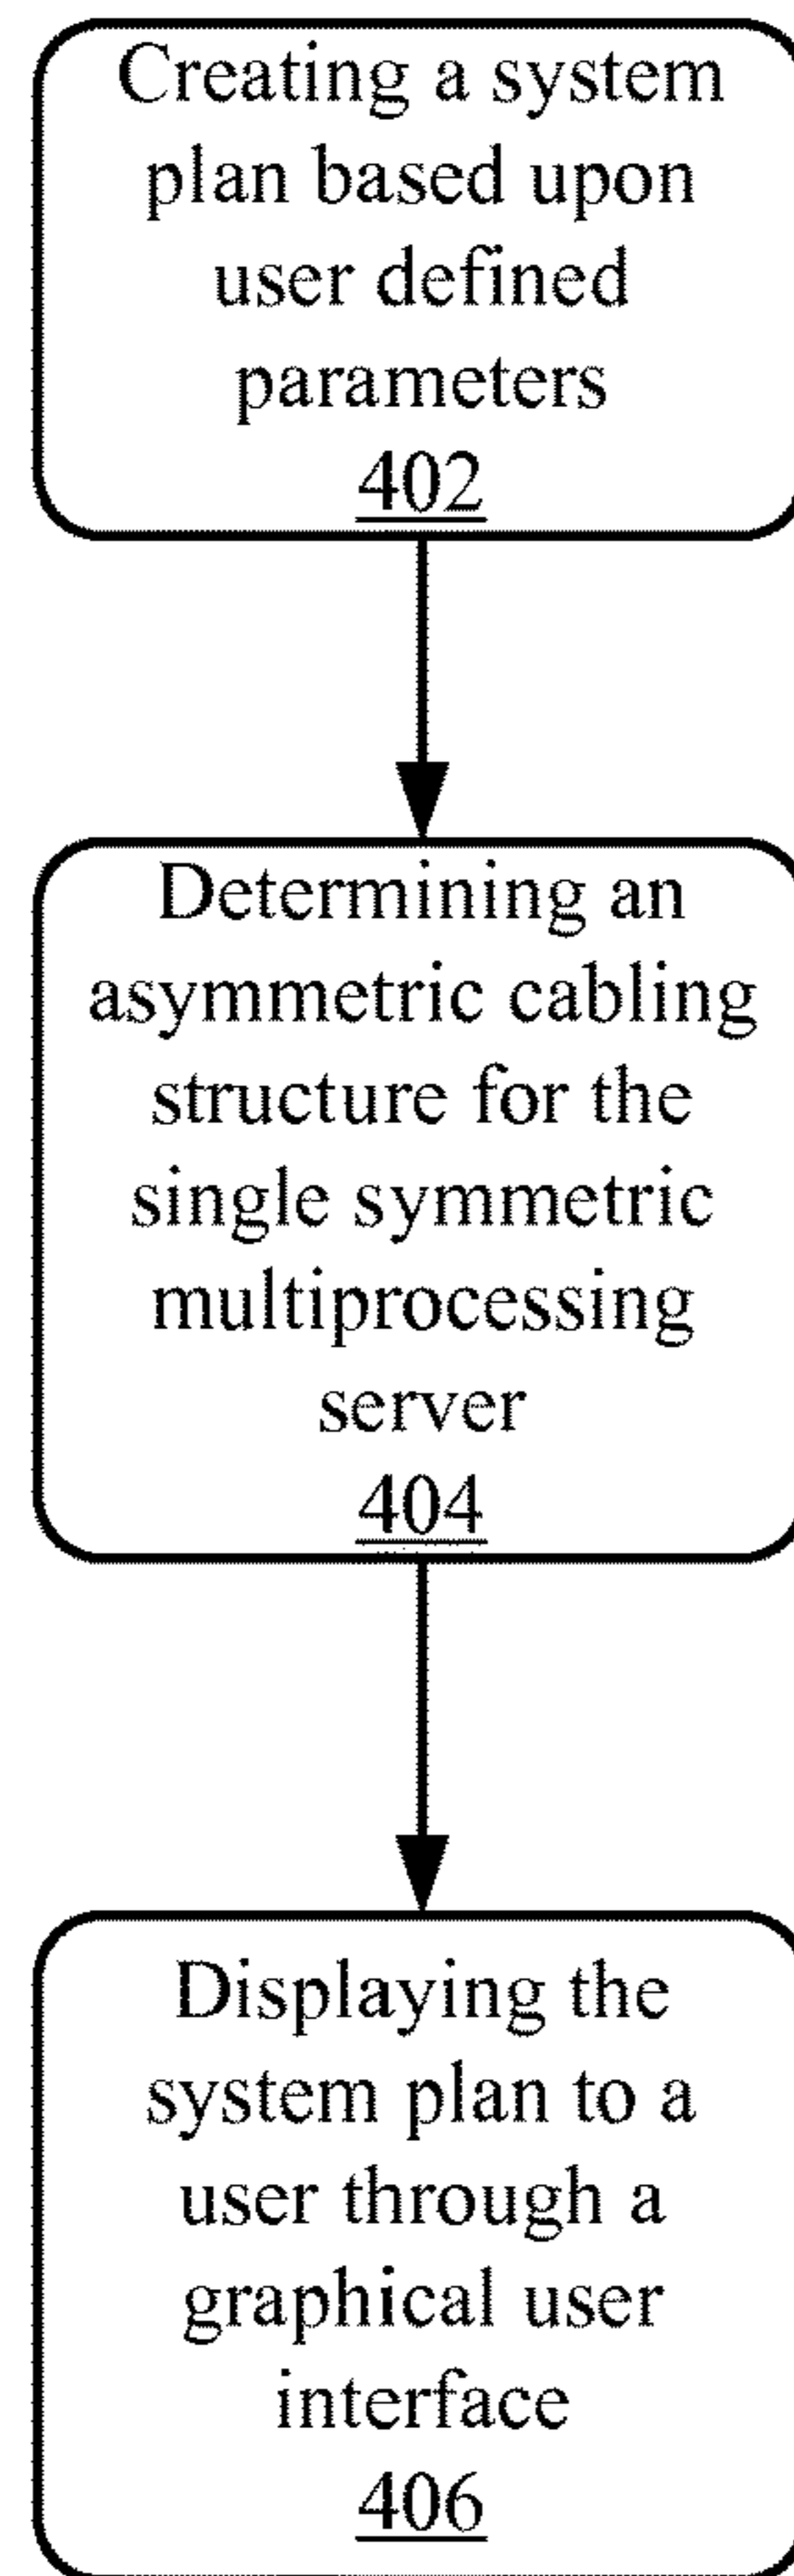 Creating a system
plan based upon
user defined
parameters
402
Determining an
asymmetric cabling
structure for the
single symmetric
multiprocessing
server
404
Displaying the
system plan to a
user through a
graphical user
interface
406